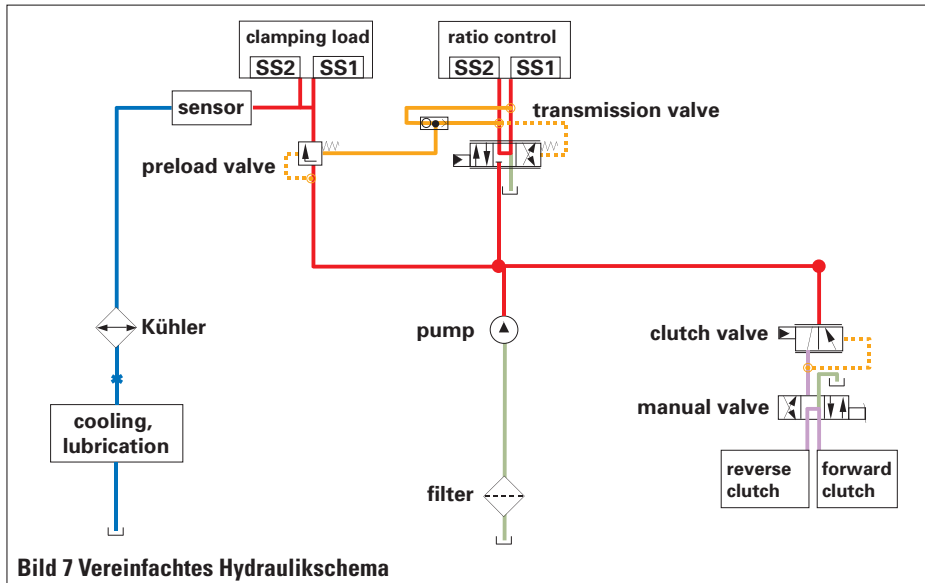 clamping load
SS2 SS1
ratio control
SS2 SS1
sensor
transmission valve
preload valve
Kühler
pump
clutch valve
manual valve
cooling,
lubrication
reverse
clutch
forward
clutch
filter
Bild 7 Vereinfachtes Hydraulikschema